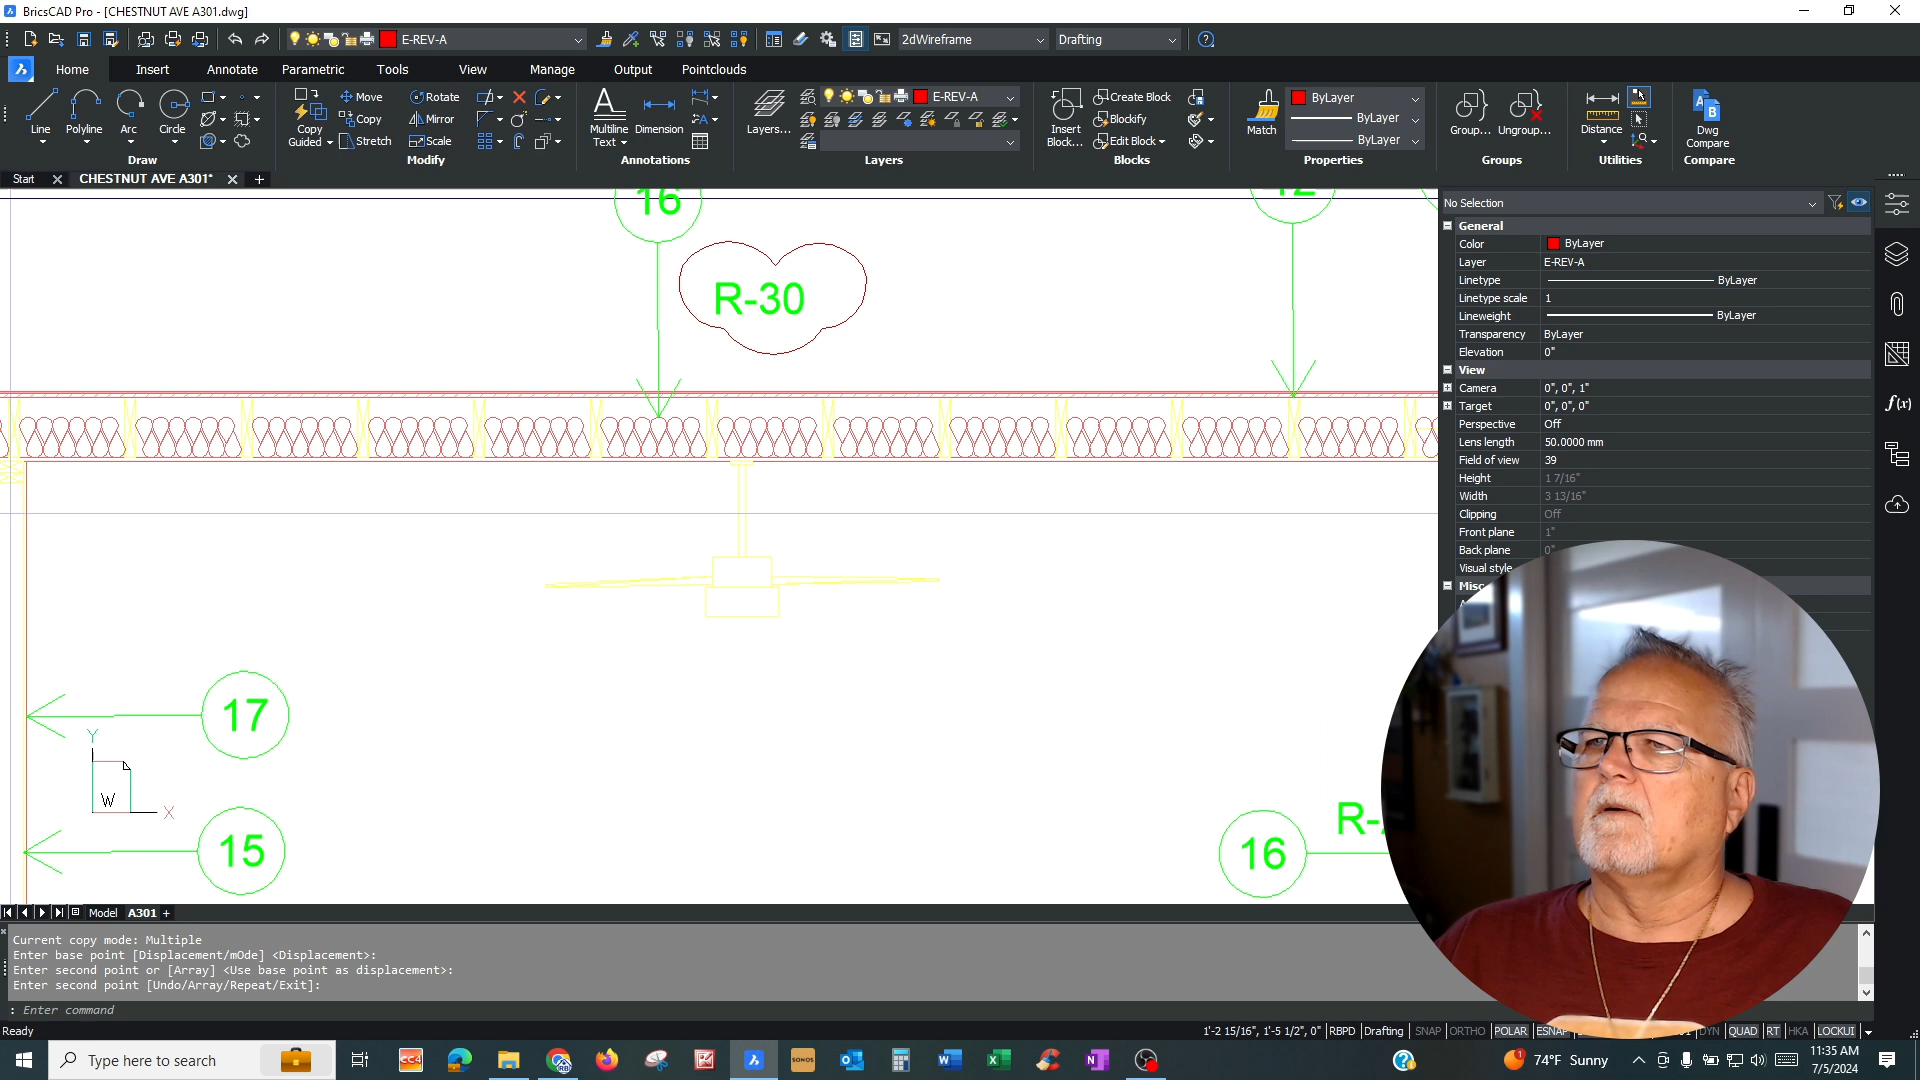 BricsCAD Pro - [CHESTNUT AVE A301.dwg]
E-REV-A
2dWireframe
Drafting
Home
Insert
Annotate
Parametric
Tools
View
Manage
Output
Pointclouds
Line
Polyline
Arc
Circle
Draw
Copy Guided
Move
Copy
Stretch
Rotate
Mirror
Scale
Modify
Multiline Text
Dimension
Annotations
Layers...
E-REV-A
Layers
Insert Block...
Create Block
Blockify
Edit Block
Blocks
Match
ByLayer
ByLayer
ByLayer
Properties
Group...
Ungroup...
Groups
Distance
Utilities
Dwg Compare
Compare
Start
CHESTNUT AVE A301*
16
12
R-30
17
15
16
R-
Y
W
X
No Selection
General
Color ByLayer
Layer E-REV-A
Linetype ByLayer
Linetype scale 1
Lineweight ByLayer
Transparency ByLayer
Elevation 0"
View
Camera 0", 0", 1"
Target 0", 0", 0"
Perspective Off
Lens length 50.0000 mm
Field of view 39
Height 1 7/16"
Width 3 13/16"
Clipping Off
Front plane 1"
Back plane 0"
Visual style
Misc
f(x)
Model
A301
Current copy mode: Multiple
Enter base point [Displacement/mOde] <Displacement>:
Enter second point or [Array] <Use base point as displacement>:
Enter second point [Undo/Array/Repeat/Exit]:
: Enter command
Ready
1'-2 15/16", 1'-5 1/2", 0"
RBPD
Drafting
SNAP
ORTHO
POLAR
ESNAP
DYN
QUAD
RT
HKA
LOCKUI
Type here to search
CC4
SONOS
1
74°F Sunny
11:35 AM
7/5/2024